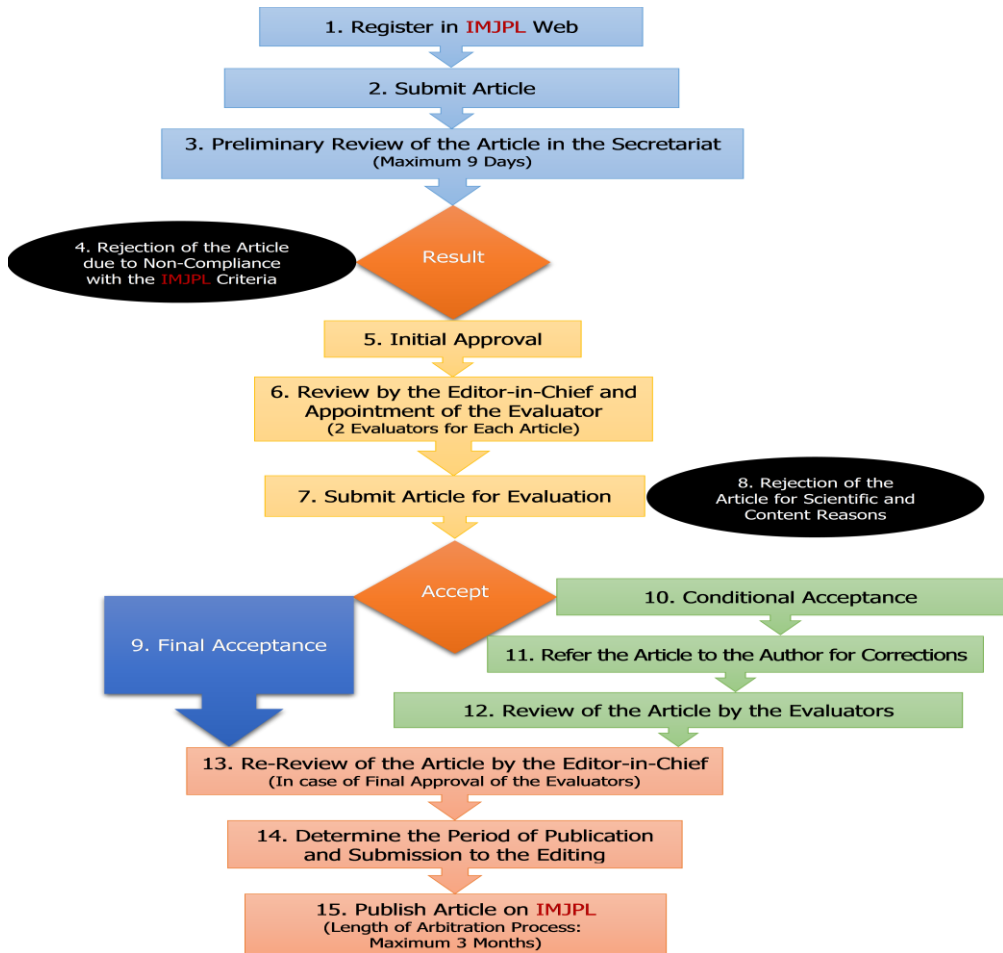 1. Register in IMJPL Web
2. Submit Article
3. Preliminary Review of the Article in the Secretariat
(Maximum 9 Days)
4. Rejection of the Article
due to Non-Compliance
with the IMJPL Criteria
Result
5. Initial Approval
6. Review by the Editor-in-Chief and
Appointment of the Evaluator
(2 Evaluators for Each Article)
7. Submit Article for Evaluation
8. Rejection of the
Article for Scientific and
Content Reasons
Accept
9. Final Acceptance
10. Conditional Acceptance
11. Refer the Article to the Author for Corrections
12. Review of the Article by the Evaluators
13. Re-Review of the Article by the Editor-in-Chief
(In case of Final Approval of the Evaluators)
14. Determine the Period of Publication
and Submission to the Editing
15. Publish Article on IMJPL
(Length of Arbitration Process:
Maximum 3 Months)